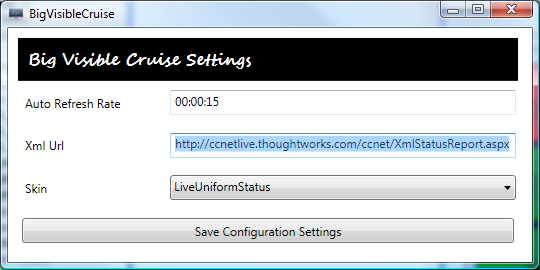 BigVisibleCruise
Big Visible Cruise Settings
Auto Refresh Rate 00:00:15
Xml Url http://ccnetlive.thoughtworks.com/ccnet/XmlStatusReport.aspx
Skin LiveUniformStatus
Save Configuration Settings